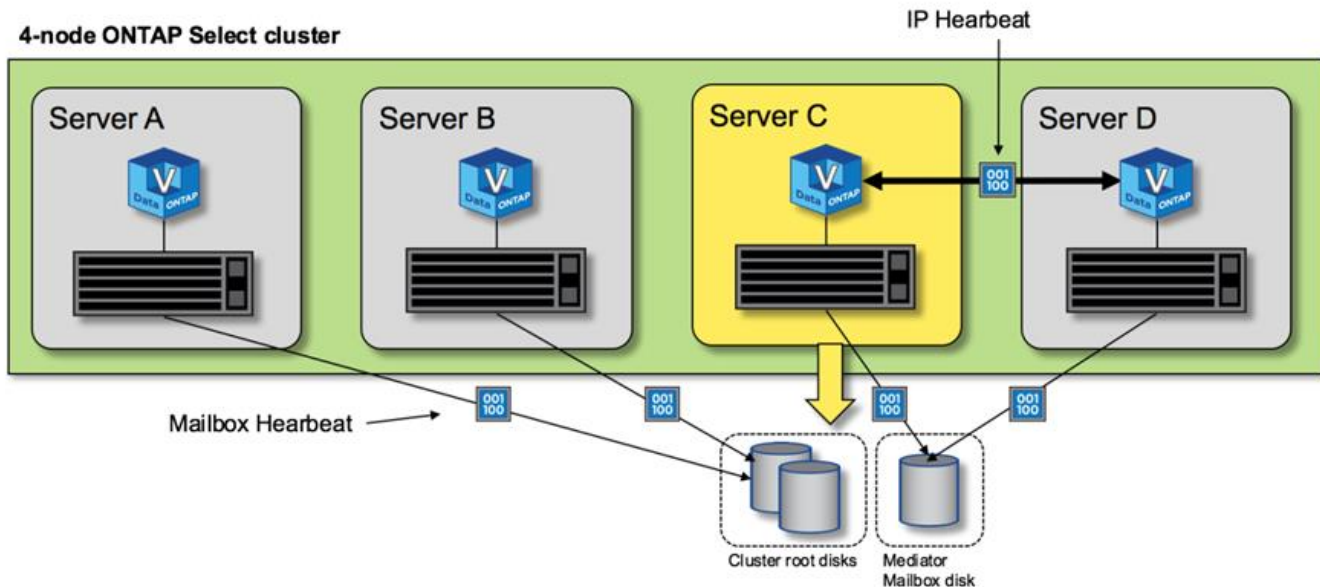 IP Hearbeat
4-node ONTAP Select cluster
Server A
Server B
Server C
Server D
V
Data ONTAP
V
Data ONTAP
V
Data ONTAP
V
Data ONTAP
001
100
001
100
001
100
001
100
001
100
Mailbox Hearbeat
Cluster root disks
Mediator
Mailbox disk